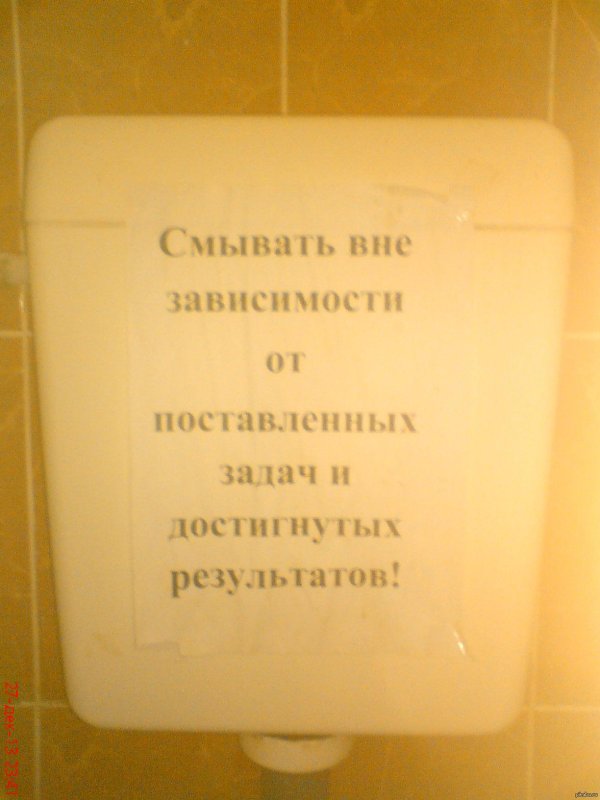 Смывать вне
зависимости
от
поставленных
задач и
достигнутых
результатов!